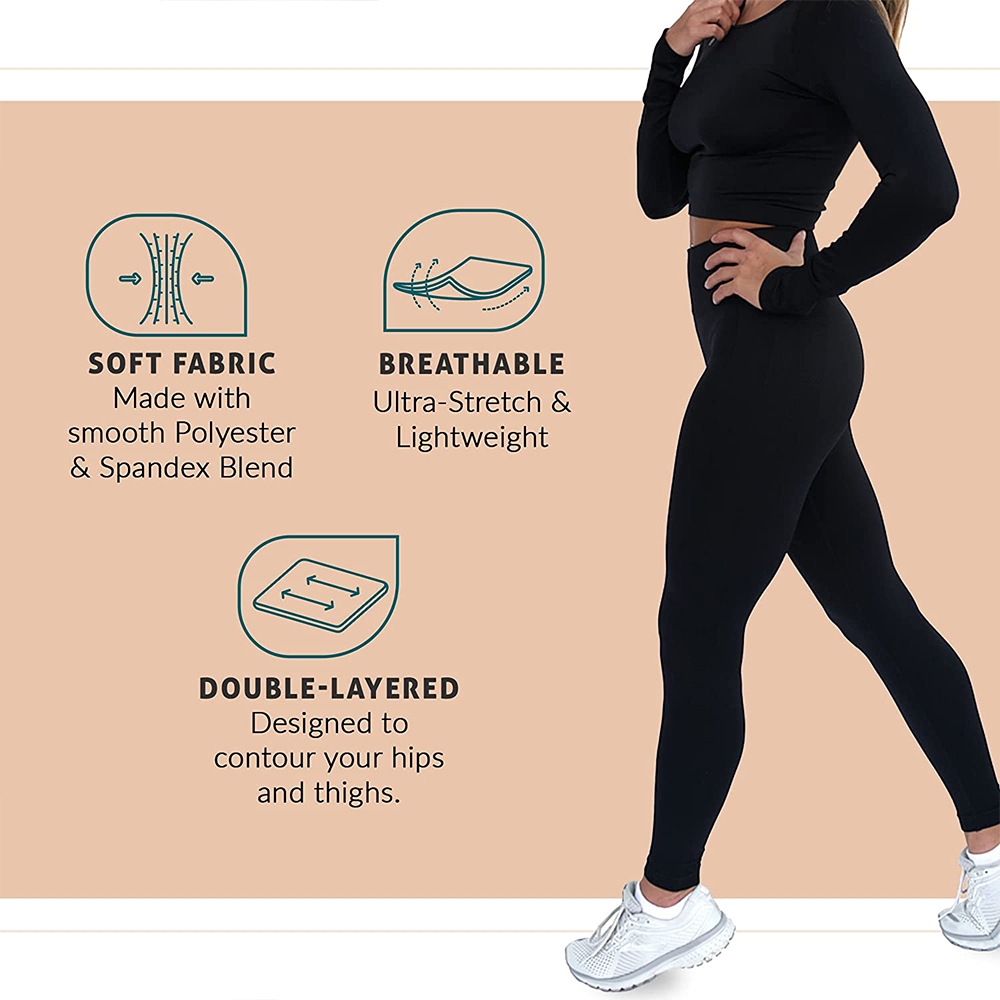 SOFT FABRIC
Made with
smooth Polyester
& Spandex Blend
BREATHABLE
Ultra-Stretch &
Lightweight
DOUBLE-LAYERED
Designed to
contour your hips
and thighs.